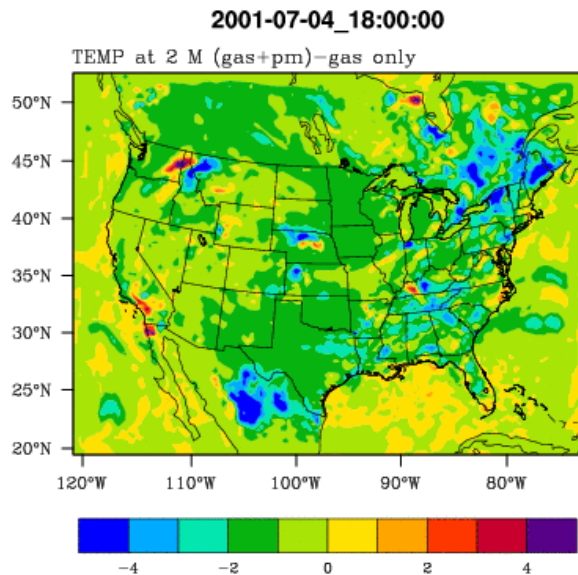 2001-07-04_18:00:00
TEMP at 2 M (gas+pm)-gas only
50°N
45°N
40°N
35°N
30°N
25°N
20°N
120°W 110°W 100°W 90°W 80°W
-4 -2 0 2 4